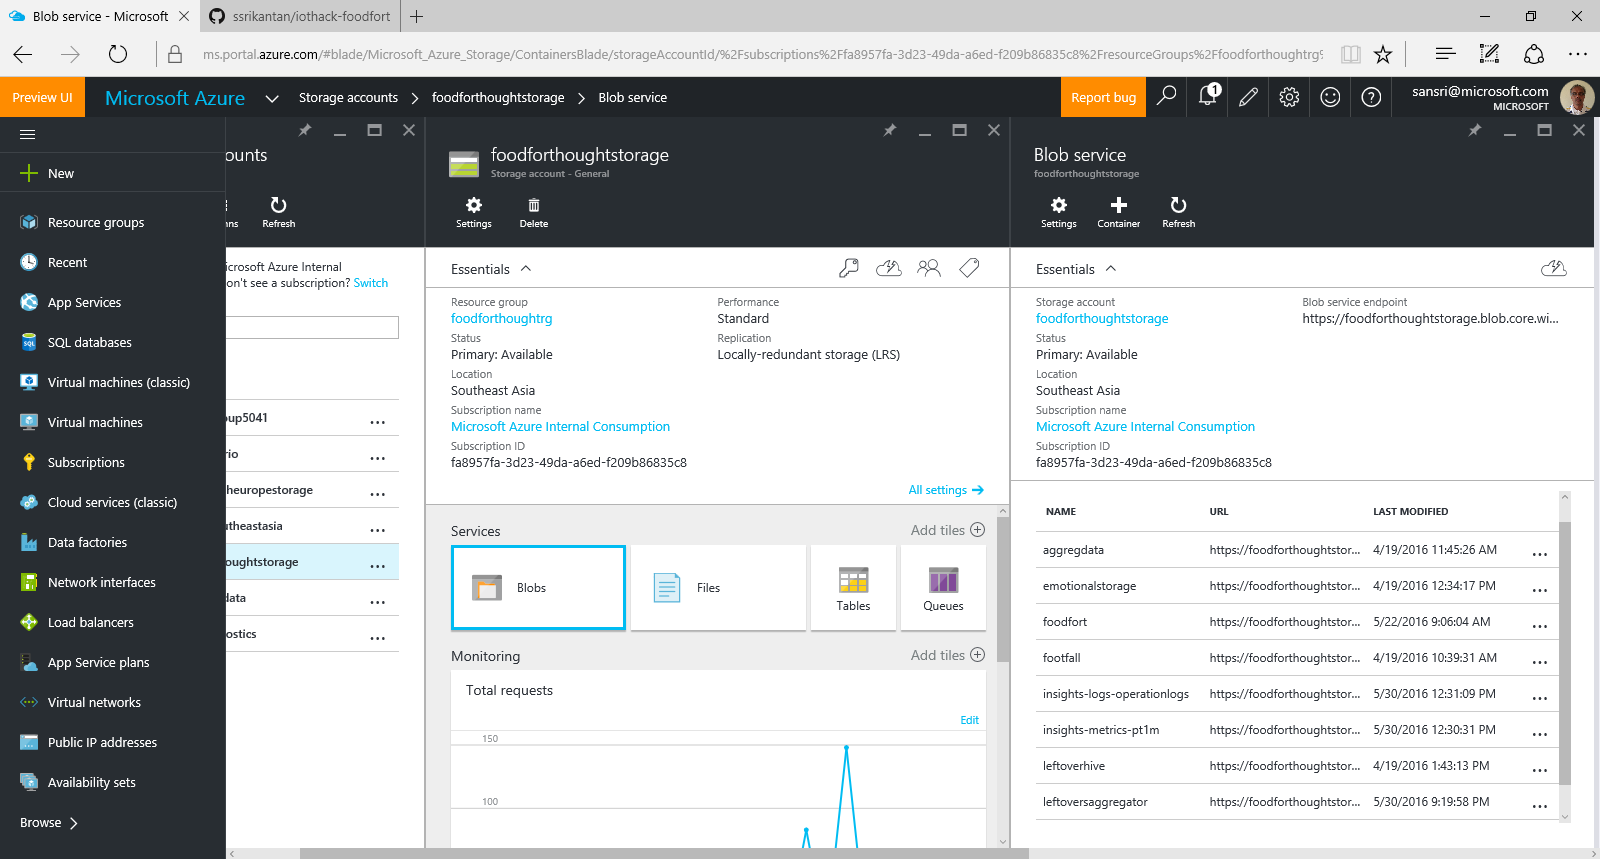 Blob service - Microsoft
ssrikantan/iothack-foodfort
ms.portal.azure.com/#blade/Microsoft_Azure_Storage/ContainersBlade/storageAccountId/%2Fsubscriptions%2Ffa8957fa-3d23-49da-a6ed-f209b86835c8%2FresourceGroups%2Ffoodforthoughtrg%
Preview UI
Microsoft Azure
Storage accounts > foodforthoughtstorage > Blob service
Report bug
1
sansri@microsoft.com
MICROSOFT
New
Resource groups
Recent
App Services
SQL databases
Virtual machines (classic)
Virtual machines
Subscriptions
Cloud services (classic)
Data factories
Network interfaces
Load balancers
App Service plans
Virtual networks
Public IP addresses
Availability sets
Browse >
ounts
mns
Refresh
icrosoft Azure Internal
on't see a subscription? Switch
oup5041
rio
heuropestorage
utheastasia
oughtstorage
data
ostics
foodforthoughtstorage
Storage account - General
Settings
Delete
Essentials
Resource group
foodforthoughtrg
Status
Primary: Available
Location
Southeast Asia
Subscription name
Microsoft Azure Internal Consumption
Subscription ID
fa8957fa-3d23-49da-a6ed-f209b86835c8
Performance
Standard
Replication
Locally-redundant storage (LRS)
All settings →
Services
Add tiles
Blobs
Files
Tables
Queues
Monitoring
Add tiles
Total requests
Edit
150
100
Blob service
foodforthoughtstorage
Settings
Container
Refresh
Essentials
Storage account
foodforthoughtstorage
Status
Primary: Available
Location
Southeast Asia
Subscription name
Microsoft Azure Internal Consumption
Subscription ID
fa8957fa-3d23-49da-a6ed-f209b86835c8
Blob service endpoint
https://foodforthoughtstorage.blob.core.wi...
NAME URL LAST MODIFIED
aggregdata https://foodforthoughtstor... 4/19/2016 11:45:26 AM ...
emotionalstorage https://foodforthoughtstor... 4/19/2016 12:34:17 PM ...
foodfort https://foodforthoughtstor... 5/22/2016 9:06:04 AM ...
footfall https://foodforthoughtstor... 4/19/2016 10:39:31 AM ...
insights-logs-operationlogs https://foodforthoughtstor... 5/30/2016 12:31:09 PM ...
insights-metrics-pt1m https://foodforthoughtstor... 5/30/2016 12:30:31 PM ...
leftoverhive https://foodforthoughtstor... 4/19/2016 1:43:13 PM ...
leftoversaggregator https://foodforthoughtstor... 5/30/2016 9:19:58 PM ...